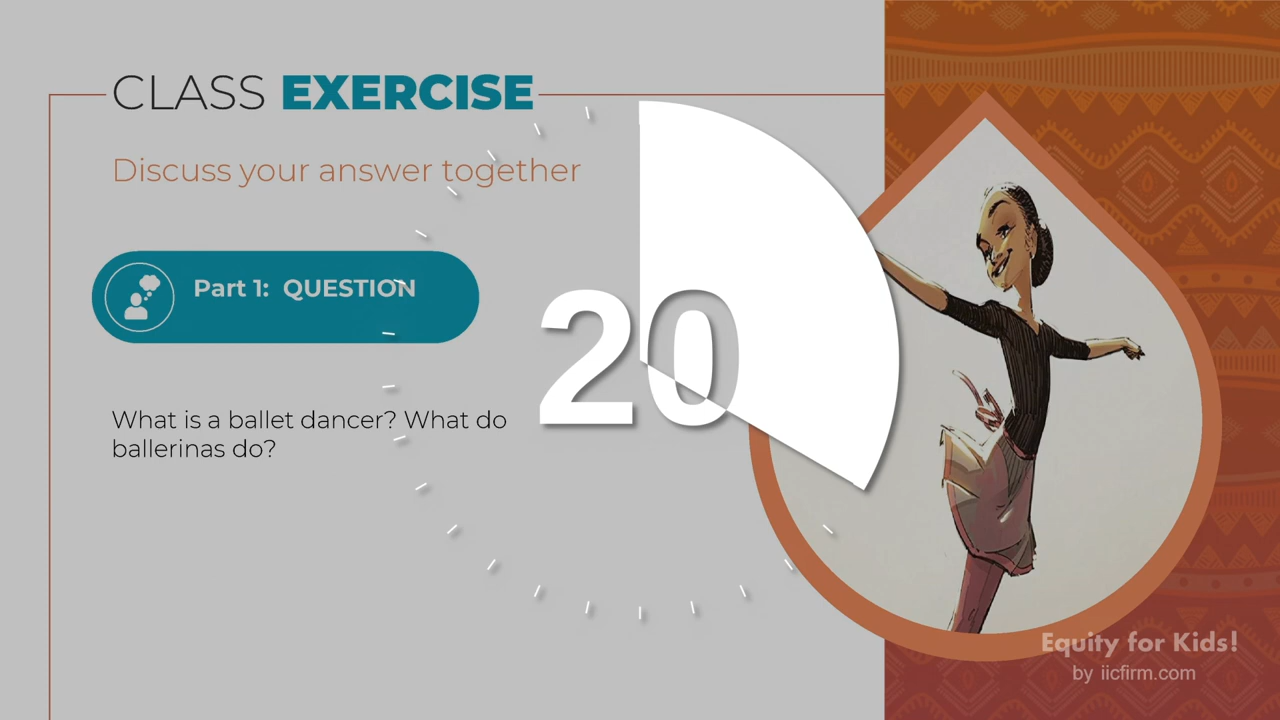 CLASS EXERCISE
Discuss your answer together
Part 1: QUESTION
20
What is a ballet dancer? What do
ballerinas do?
Equity for Kids!
by iicfirm.com